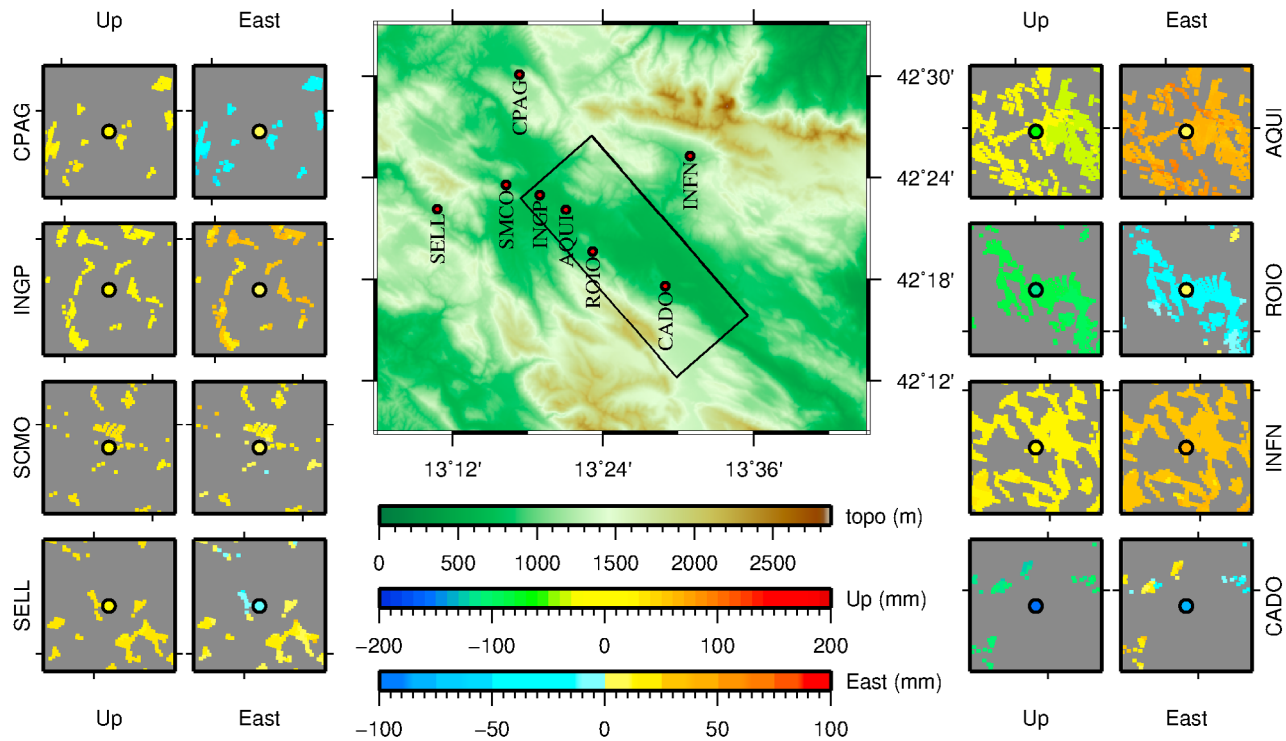 Up East
CPAG
INGP
SCMO
SELL
Up East
CPAG
SMCO
INGP
SELL
AQUI
INFN
ROIO
CADO
42°30'
42°24'
42°18'
42°12'
13°12' 13°24' 13°36'
topo (m)
0 500 1000 1500 2000 2500
Up (mm)
−200 −100 0 100 200
East (mm)
−100 −50 0 50 100
Up East
AQUI
ROIO
INFN
CADO
Up East